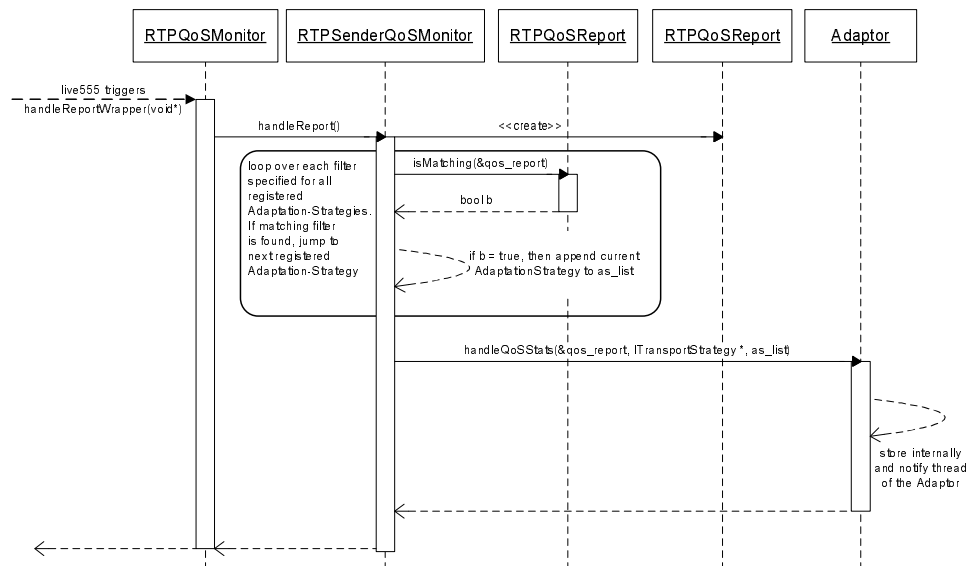 RTPQoSMonitor
RTPSenderQoSMonitor
RTPQoSReport
RTPQoSReport
Adaptor
live555 triggers
handleReportWrapper(void*)
handleReport()
<<create>>
loop over each filter
specified for all
registered
Adaptation-Strategies.
If matching filter
is found, jump to
next registered
Adaptation-Strategy
isMatching(&qos_report)
bool b
if b = true, then append current
AdaptationStrategy to as_list
handleQoSStats(&qos_report, ITransportStrategy *, as_list)
store internally
and notify thread
of the Adaptor